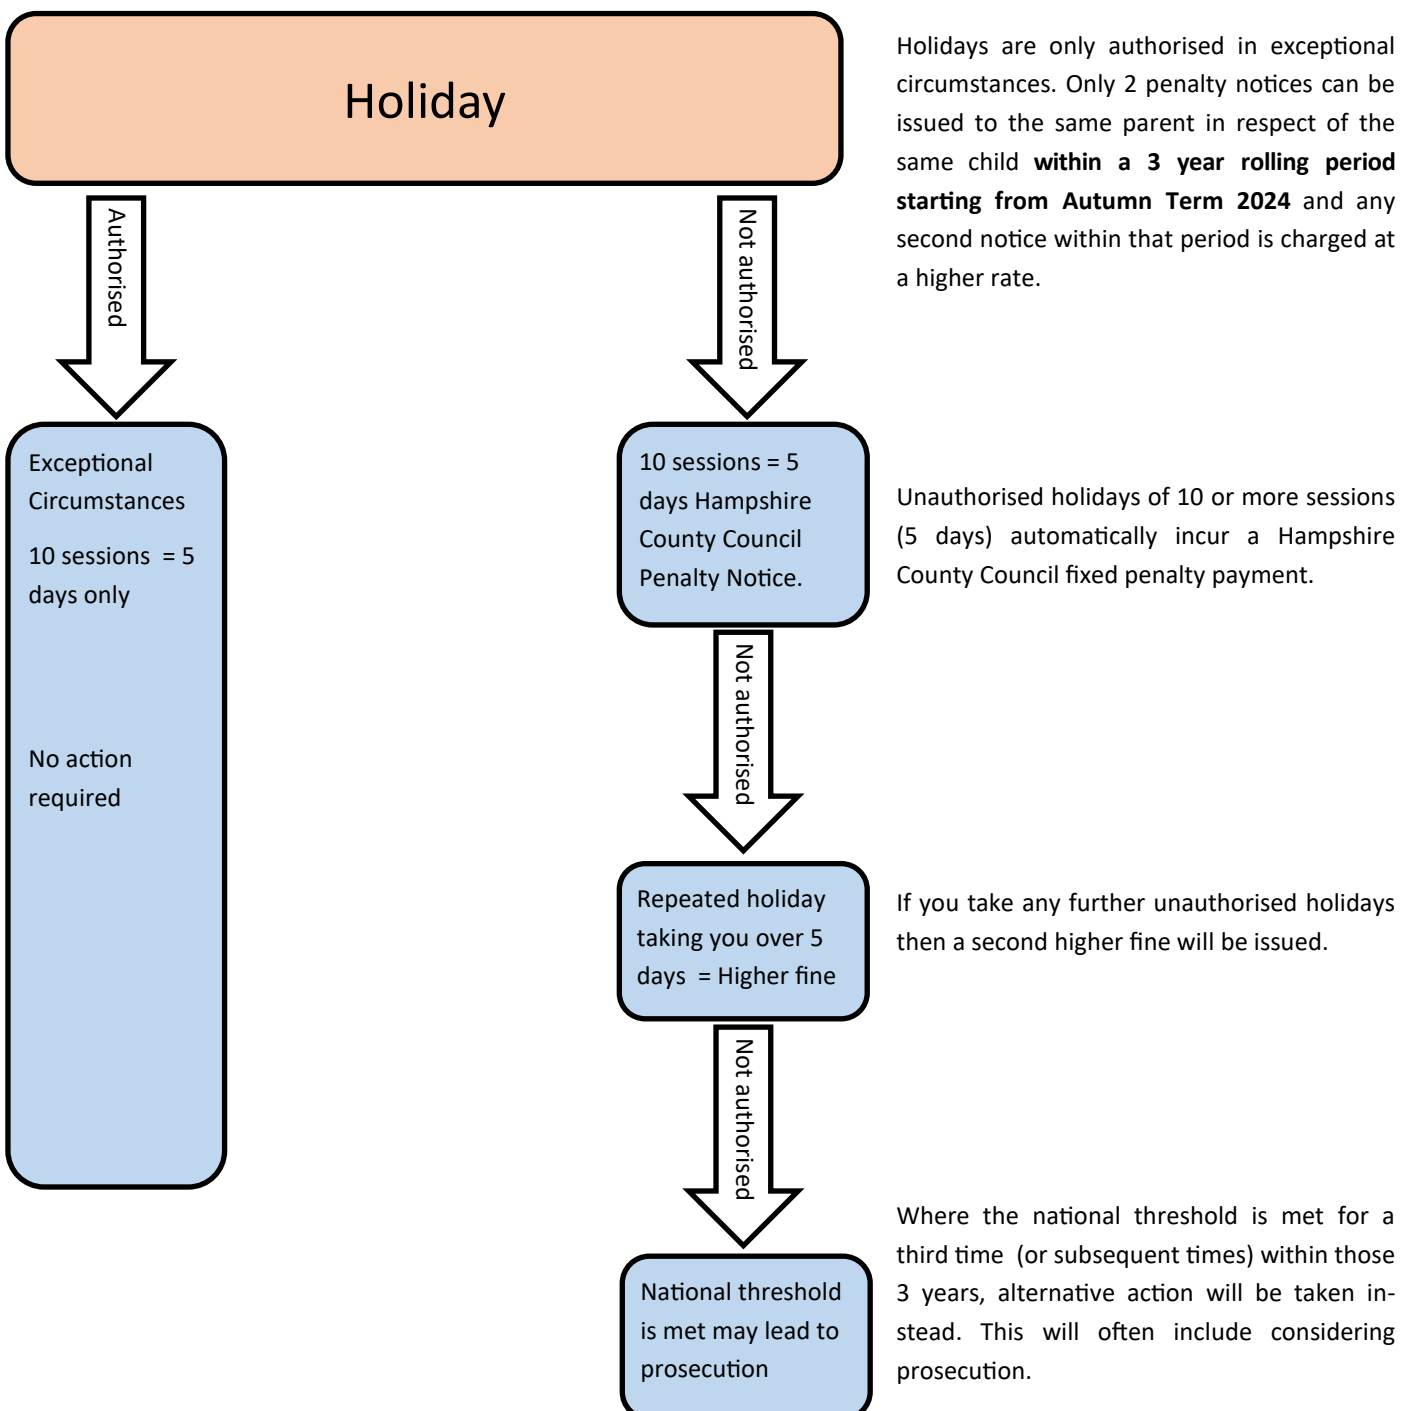 Holiday
Holidays are only authorised in exceptional
circumstances. Only 2 penalty notices can be
issued to the same parent in respect of the
same child within a 3 year rolling period
starting from Autumn Term 2024 and any
second notice within that period is charged at
a higher rate.
Authorised
Not authorised
Exceptional
Circumstances
10 sessions = 5
days only
No action
required
10 sessions = 5
days Hampshire
County Council
Penalty Notice.
Unauthorised holidays of 10 or more sessions
(5 days) automatically incur a Hampshire
County Council fixed penalty payment.
Not authorised
Repeated holiday
taking you over 5
days = Higher fine
If you take any further unauthorised holidays
then a second higher fine will be issued.
Not authorised
National threshold
is met may lead to
prosecution
Where the national threshold is met for a
third time (or subsequent times) within those
3 years, alternative action will be taken in-
stead. This will often include considering
prosecution.